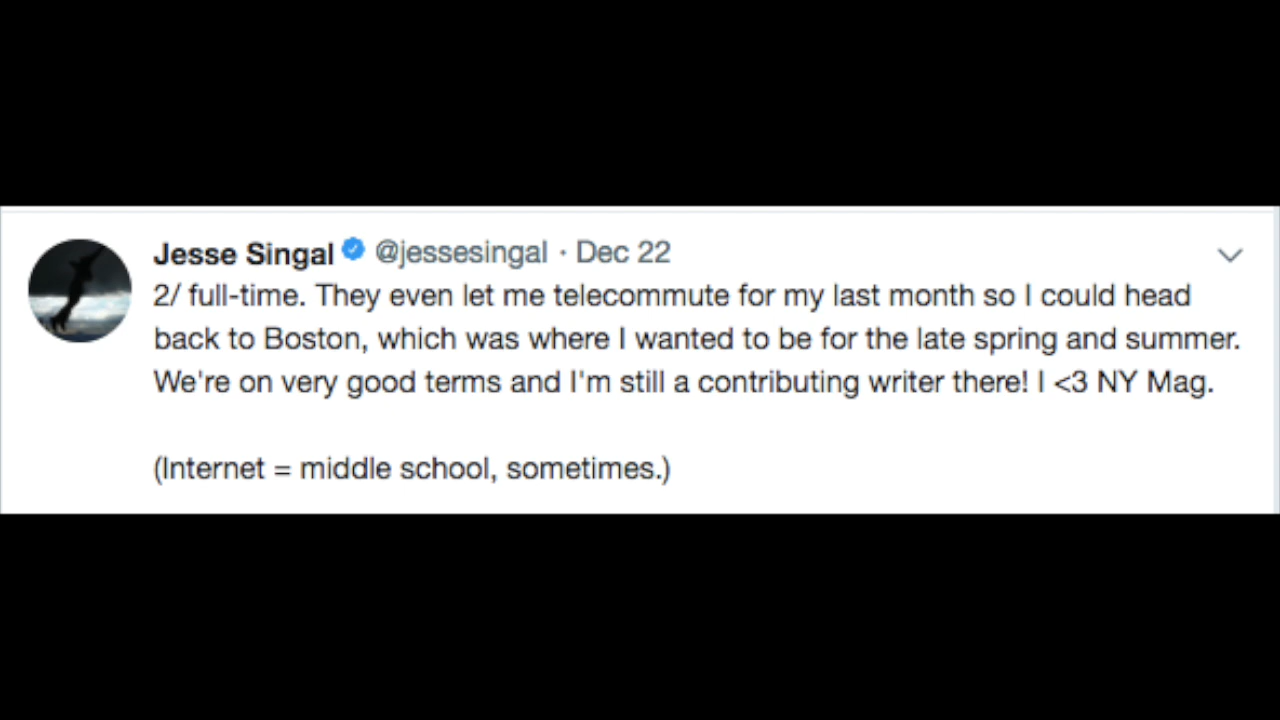 Jesse Singal @jessesingal · Dec 22
2/ full-time. They even let me telecommute for my last month so I could head
back to Boston, which was where I wanted to be for the late spring and summer.
We're on very good terms and I'm still a contributing writer there! I <3 NY Mag.
(Internet = middle school, sometimes.)